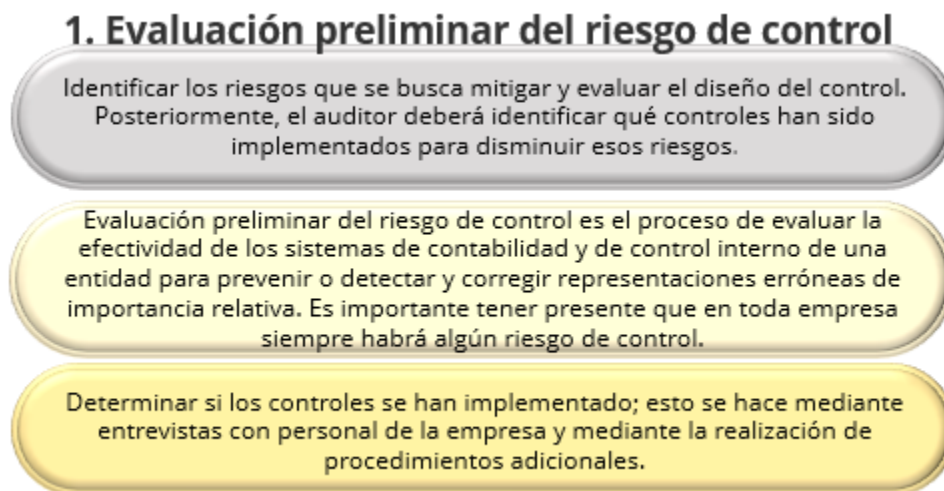 1. Evaluación preliminar del riesgo de control
Identificar los riesgos que se busca mitigar y evaluar el diseño del control.
Posteriormente, el auditor deberá identificar qué controles han sido
implementados para disminuir esos riesgos.
Evaluación preliminar del riesgo de control es el proceso de evaluar la
efectividad de los sistemas de contabilidad y de control interno de una
entidad para prevenir o detectar y corregir representaciones erróneas de
importancia relativa. Es importante tener presente que en toda empresa
siempre habrá algún riesgo de control.
Determinar si los controles se han implementado; esto se hace mediante
entrevistas con personal de la empresa y mediante la realización de
procedimientos adicionales.